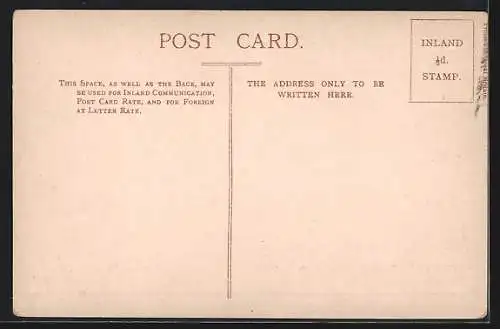 POST CARD.
INLAND
½d.
STAMP.
THIS SPACE, AS WELL AS THE BACK, MAY
BE USED FOR INLAND COMMUNICATION,
POST CARD RATE, AND FOR FOREIGN
AT LETTER RATE.
THE ADDRESS ONLY TO BE
WRITTEN HERE.